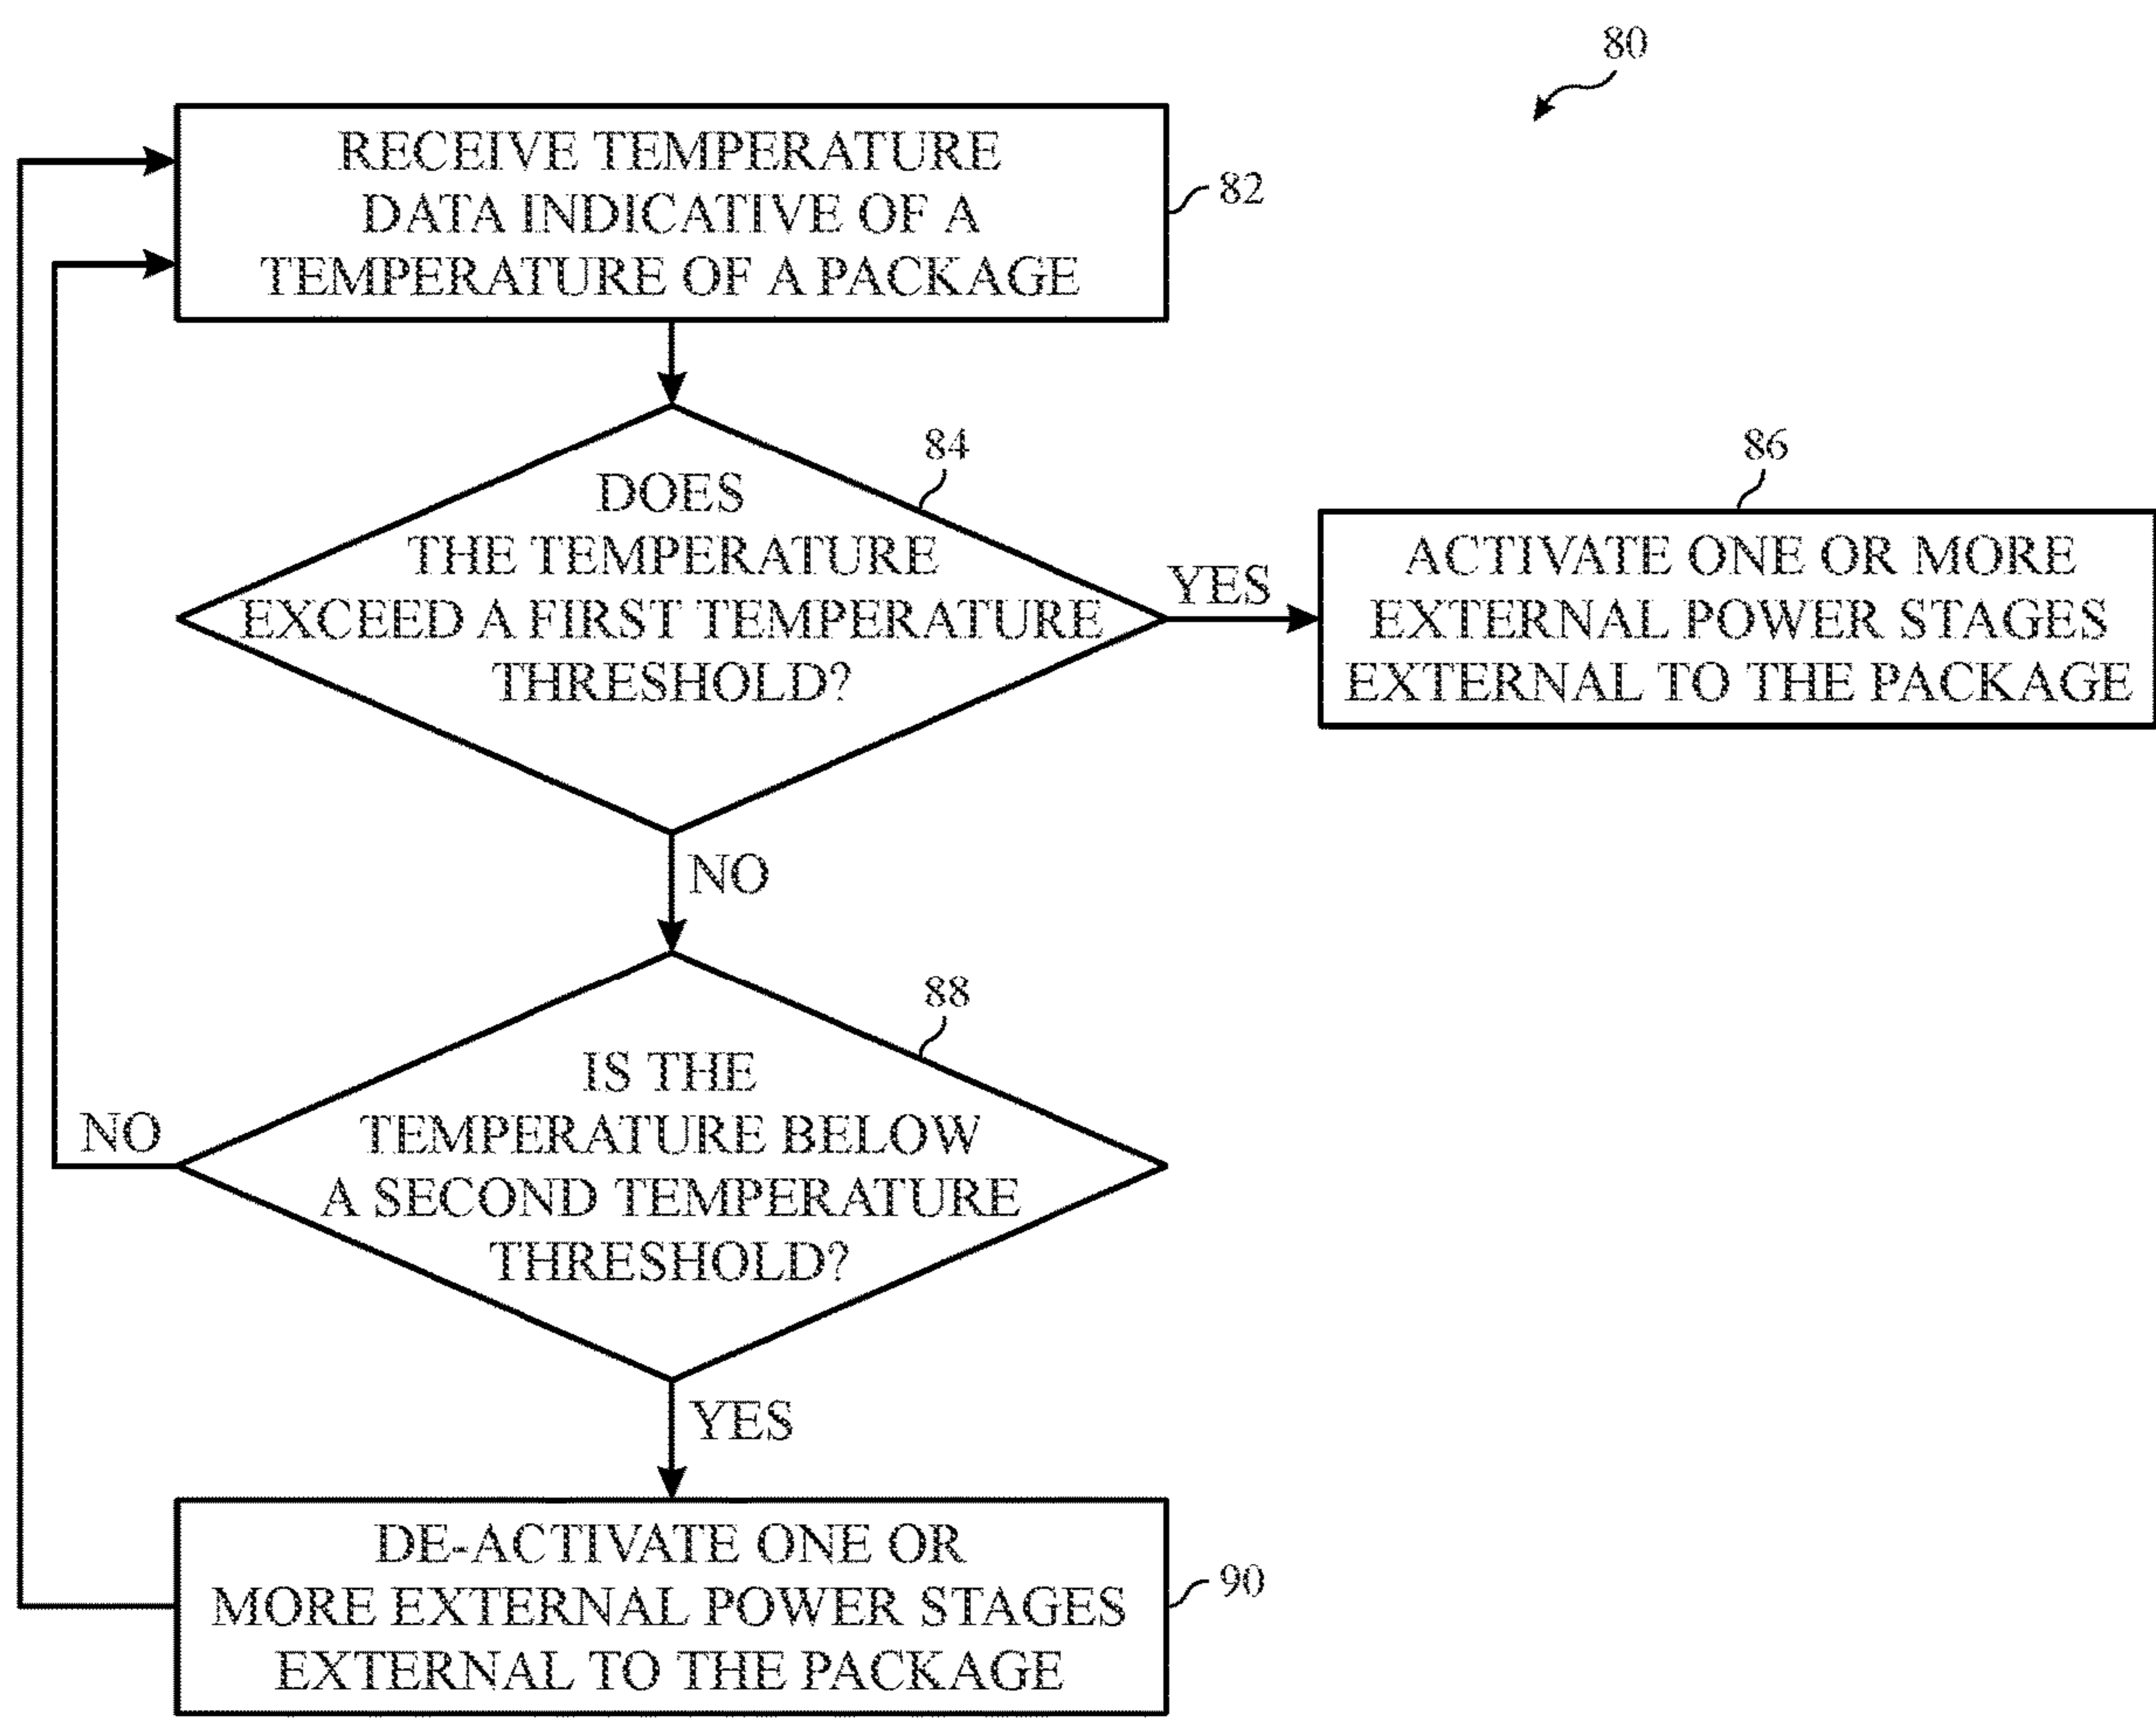 80
RECEIVE TEMPERATURE
DATA INDICATIVE OF A
TEMPERATURE OF A PACKAGE
82
84
DOES
THE TEMPERATURE
EXCEED A FIRST TEMPERATURE
THRESHOLD?
YES
86
ACTIVATE ONE OR MORE
EXTERNAL POWER STAGES
EXTERNAL TO THE PACKAGE
NO
88
IS THE
TEMPERATURE BELOW
A SECOND TEMPERATURE
THRESHOLD?
NO
YES
DE-ACTIVATE ONE OR
MORE EXTERNAL POWER STAGES
EXTERNAL TO THE PACKAGE
90